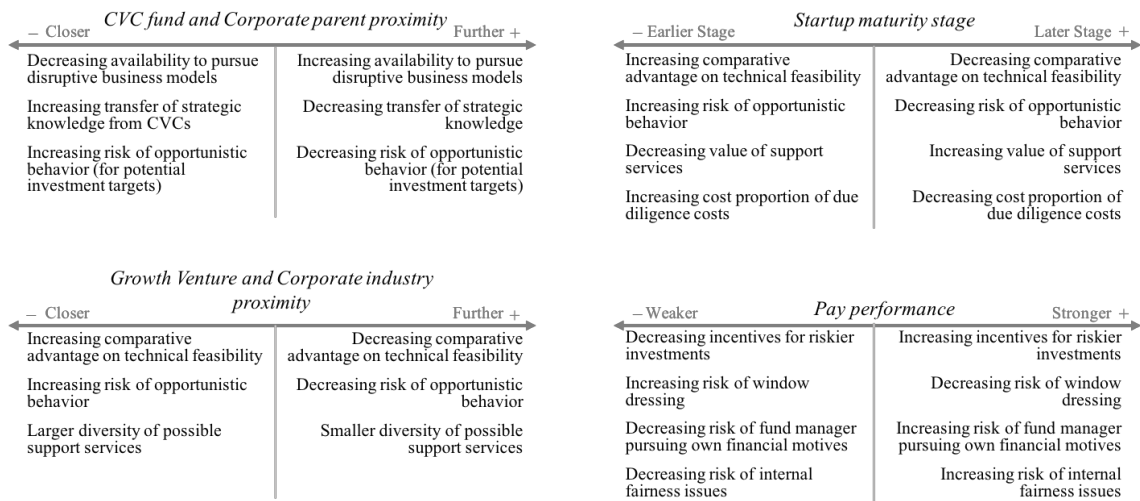 CVC fund and Corporate parent proximity
– Closer
Further +
Decreasing availability to pursue
disruptive business models
Increasing transfer of strategic
knowledge from CVCs
Increasing risk of opportunistic
behavior (for potential
investment targets)
Increasing availability to pursue
disruptive business models
Decreasing transfer of strategic
knowledge
Decreasing risk of opportunistic
behavior (for potential
investment targets)
Startup maturity stage
– Earlier Stage
Later Stage +
Increasing comparative
advantage on technical feasibility
Increasing risk of opportunistic
behavior
Decreasing value of support
services
Increasing cost proportion of due
diligence costs
Decreasing comparative
advantage on technical feasibility
Decreasing risk of opportunistic
behavior
Increasing value of support
services
Decreasing cost proportion of
due diligence costs
Growth Venture and Corporate industry
proximity
– Closer
Further +
Increasing comparative
advantage on technical feasibility
Increasing risk of opportunistic
behavior
Larger diversity of possible
support services
Decreasing comparative
advantage on technical feasibility
Decreasing risk of opportunistic
behavior
Smaller diversity of possible
support services
Pay performance
– Weaker
Stronger +
Decreasing incentives for riskier
investments
Increasing risk of window
dressing
Decreasing risk of fund manager
pursuing own financial motives
Decreasing risk of internal
fairness issues
Increasing incentives for riskier
investments
Decreasing risk of window
dressing
Increasing risk of fund manager
pursuing own financial motives
Increasing risk of internal
fairness issues